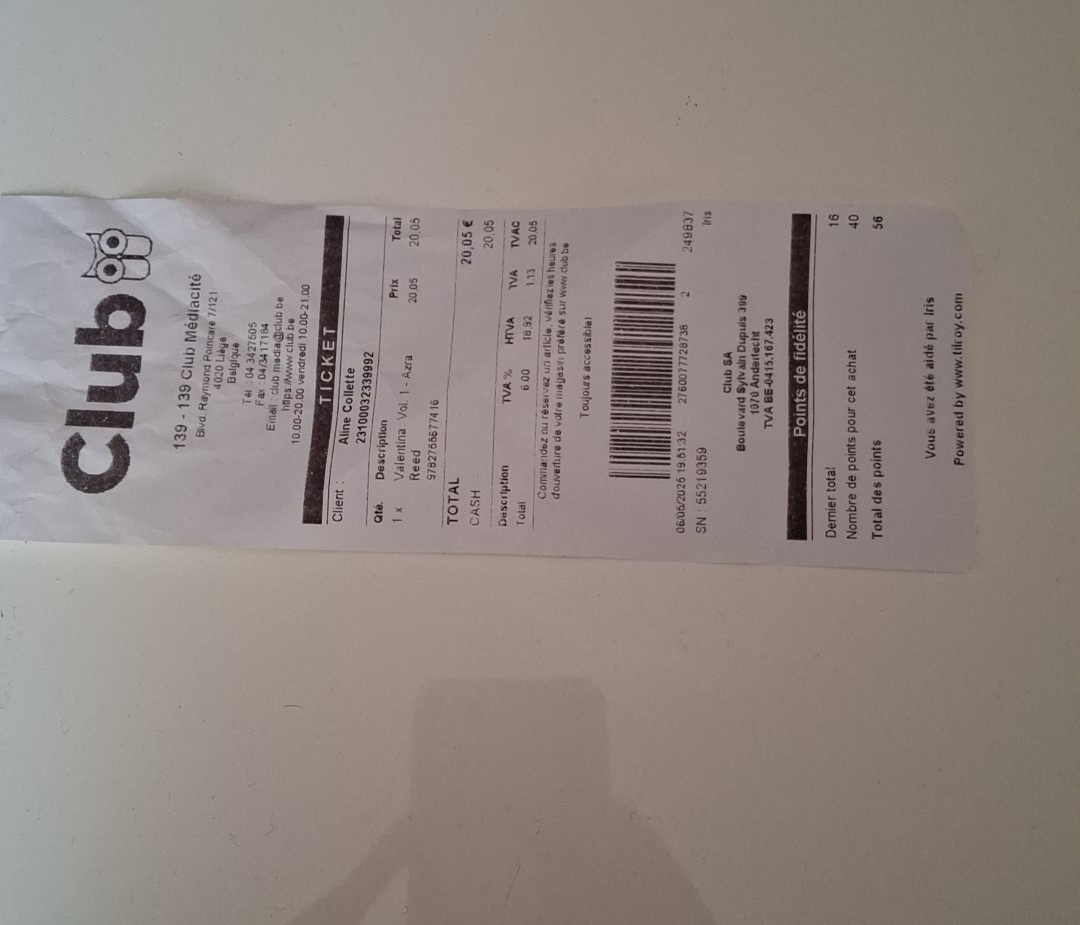 Club
139 - 139 Club Médiacité
Blvd. Raymond Poincaré 7/121
4020 Liège
Belgique
Tél : 04 3427605
Fax : 04/3417184
Email : club.media@club.be
https://www.club.be
10.00-20.00 vendredi 10.00-21.00
TICKET
Client : Aline Collette
2310003233992
Qté. Description Prix Total
1 x Valentina Vol. 1 - Azra 20,05 20,05
Reed
9782755677416
TOTAL 20,05 €
CASH 20,05
Description TVA % HTVA TVA TVAC
Total 6.00 18.92 1,13 20.05
Commandez ou réservez un article, vérifiez les heures
d'ouverture de votre magasin préféré sur www.club.be
Toujours accessible!
06/06/2025 19.51:32 2760077728738 2 249837
SN : 55219359 Iris
Club SA
Boulevard Sylvain Dupuis 399
1070 Anderlecht
TVA BE-0415.167.423
Points de fidélité
Dernier total 16
Nombre de points pour cet achat 40
Total des points 56
Vous avez été aidé par Iris
Powered by www.tilroy.com